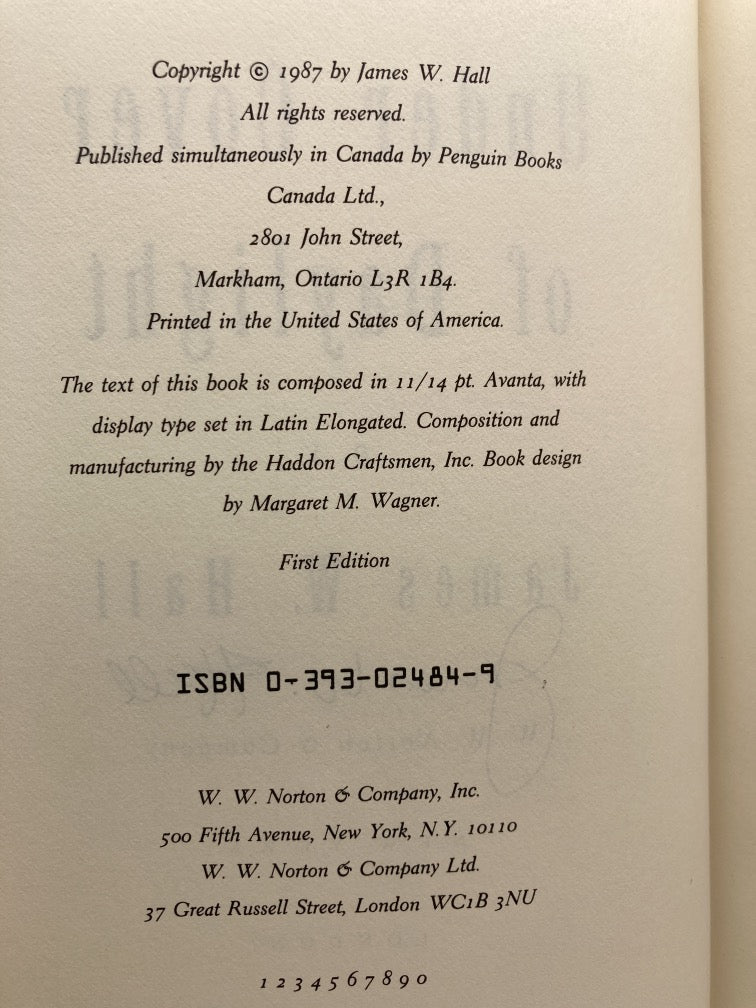 Copyright © 1987 by James W. Hall
All rights reserved.
Published simultaneously in Canada by Penguin Books
Canada Ltd.,
2801 John Street,
Markham, Ontario L3R 1B4.
Printed in the United States of America.
The text of this book is composed in 11/14 pt. Avanta, with
display type set in Latin Elongated. Composition and
manufacturing by the Haddon Craftsmen, Inc. Book design
by Margaret M. Wagner.
First Edition
ISBN 0-393-02484-9
W. W. Norton & Company, Inc.
500 Fifth Avenue, New York, N.Y. 10110
W. W. Norton & Company Ltd.
37 Great Russell Street, London WC1B 3NU
1 2 3 4 5 6 7 8 9 0